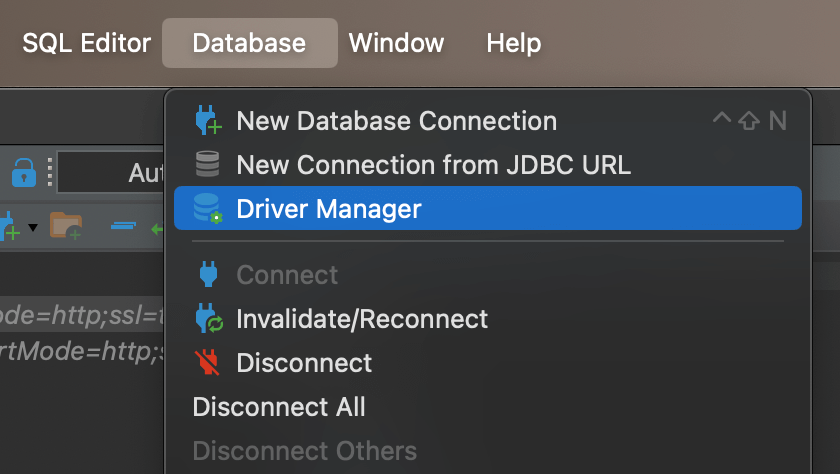 SQL Editor Database Window Help
New Database Connection ⌃⇧N
New Connection from JDBC URL
Driver Manager
Connect
Invalidate/Reconnect
Disconnect
Disconnect All
Disconnect Others
Aut
ode=http;ssl=t
rtMode=http;s